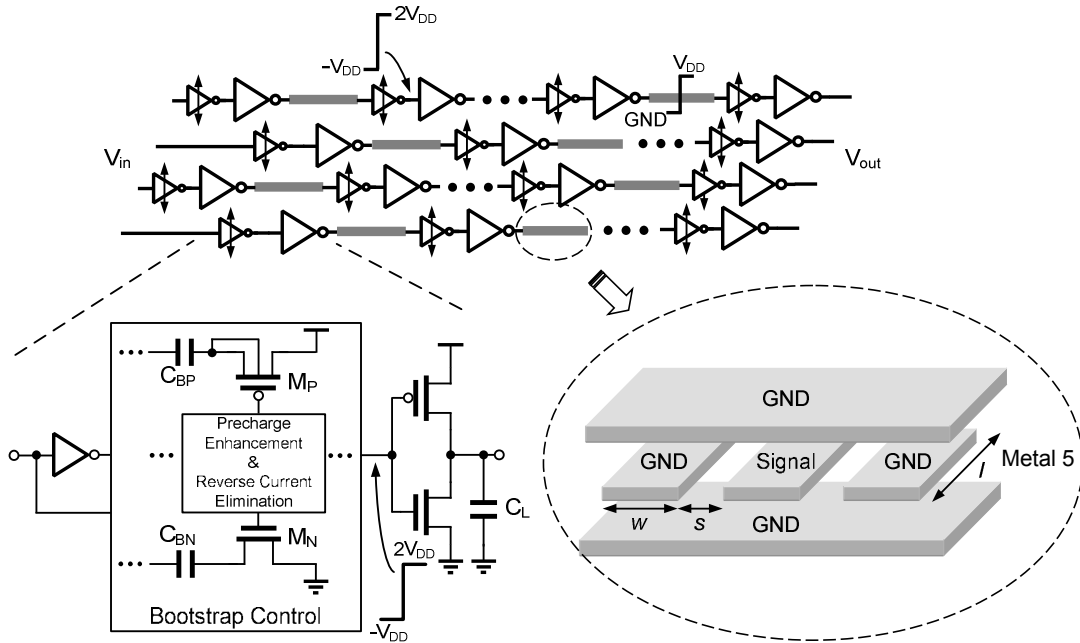 2VDD
-VDD
VDD
GND
Vin
Vout
CBP
MP
Precharge
Enhancement
&
Reverse Current
Elimination
CBN
MN
Bootstrap Control
CL
2VDD
-VDD
GND
GND
Signal
GND
Metal 5
l
w
s
GND